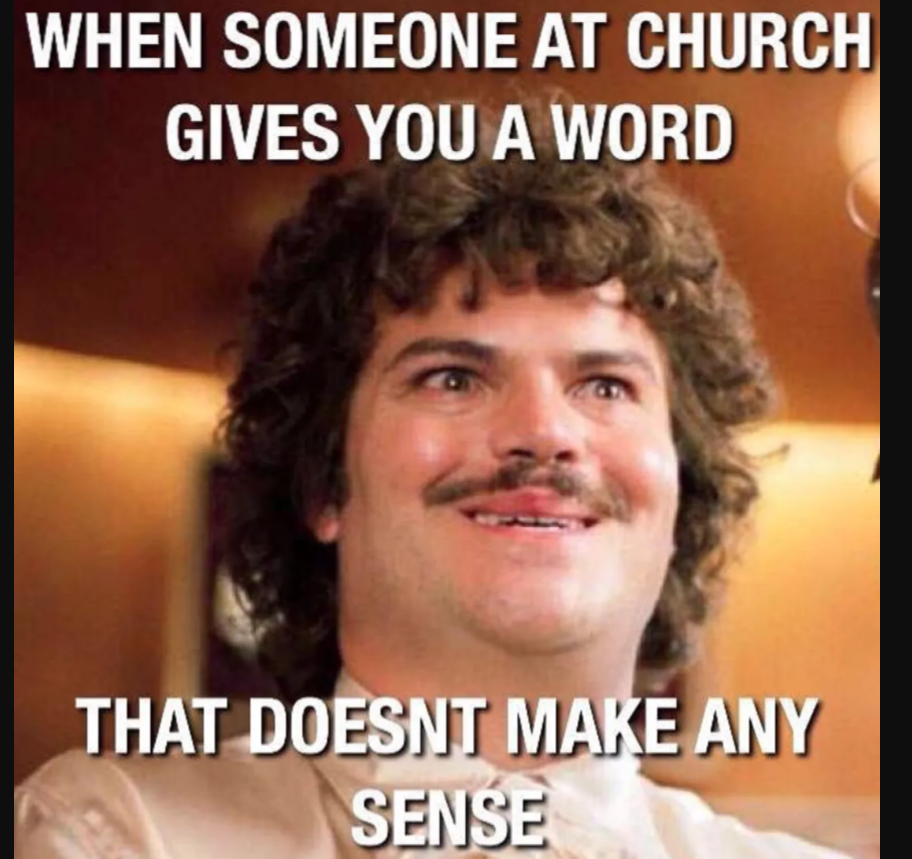 WHEN SOMEONE AT CHURCH
GIVES YOU A WORD
THAT DOESNT MAKE ANY
SENSE